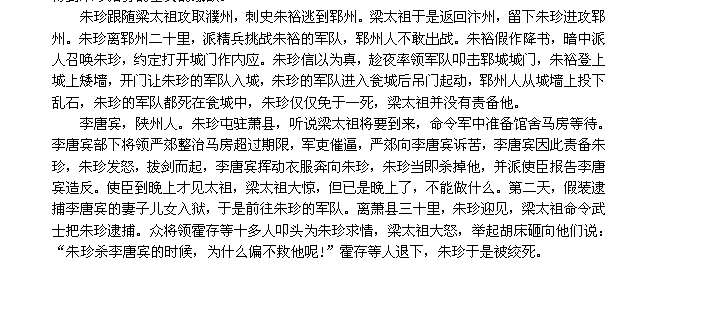 朱珍跟随梁太祖攻取濮州，刺史朱裕逃到郓州。梁太祖于是返回汴州，留下朱珍进攻郓
州。朱珍离郓州二十里，派精兵挑战朱裕的军队，郓州人不敢出战。朱裕假作降书，暗中派
人召唤朱珍，约定打开城门作内应。朱珍信以为真，趁夜率领军队叩击郓城城门，朱裕登上
城上矮墙，开门让朱珍的军队入城，朱珍的军队进入瓮城后吊门起动，郓州人从城墙上投下
乱石，朱珍的军队都死在瓮城中，朱珍仅仅免于一死，梁太祖并没有责备他。
李唐宾，陕州人。朱珍屯驻萧县，听说梁太祖将要到来，命令军中准备馆舍马房等待。
李唐宾部下将领严郊整治马房超过期限，军吏催逼，严郊向李唐宾诉苦，李唐宾因此责备朱
珍，朱珍发怒，拔剑而起，李唐宾挥动衣服奔向朱珍，朱珍当即杀掉他，并派使臣报告李唐
宾造反。使臣到晚上才见太祖，梁太祖大惊，但已是晚上了，不能做什么。第二天，假装逮
捕李唐宾的妻子儿女入狱，于是前往朱珍的军队。离萧县三十里，朱珍迎见，梁太祖命令武
士把朱珍逮捕。众将领霍存等十多人叩头为朱珍求情，梁太祖大怒，举起胡床砸向他们说：
“朱珍杀李唐宾的时候，为什么偏不救他呢!”霍存等人退下，朱珍于是被绞死。